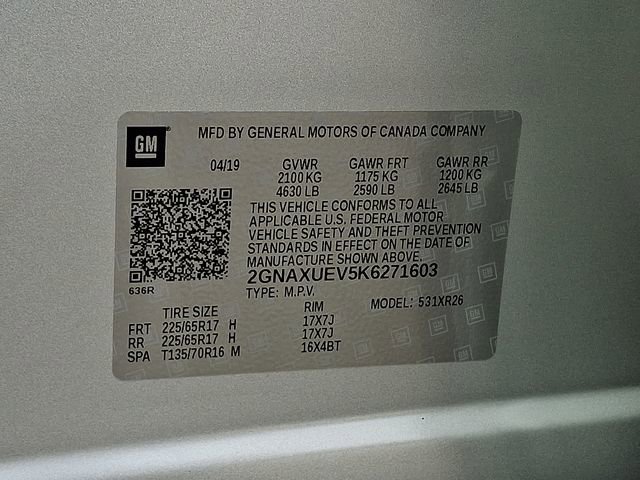 GM
MFD BY GENERAL MOTORS OF CANADA COMPANY
04/19 GVWR GAWR FRT GAWR RR
2100 KG 1175 KG 1200 KG
4630 LB 2590 LB 2645 LB
THIS VEHICLE CONFORMS TO ALL
APPLICABLE U.S. FEDERAL MOTOR
VEHICLE SAFETY AND THEFT PREVENTION
STANDARDS IN EFFECT ON THE DATE OF
MANUFACTURE SHOWN ABOVE.
2GNAXUEV5K6271603
636R
TYPE: M.P.V. MODEL: 531XR26
TIRE SIZE RIM
FRT 225/65R17 H 17X7J
RR 225/65R17 H 17X7J
SPA T135/70R16 M 16X4BT